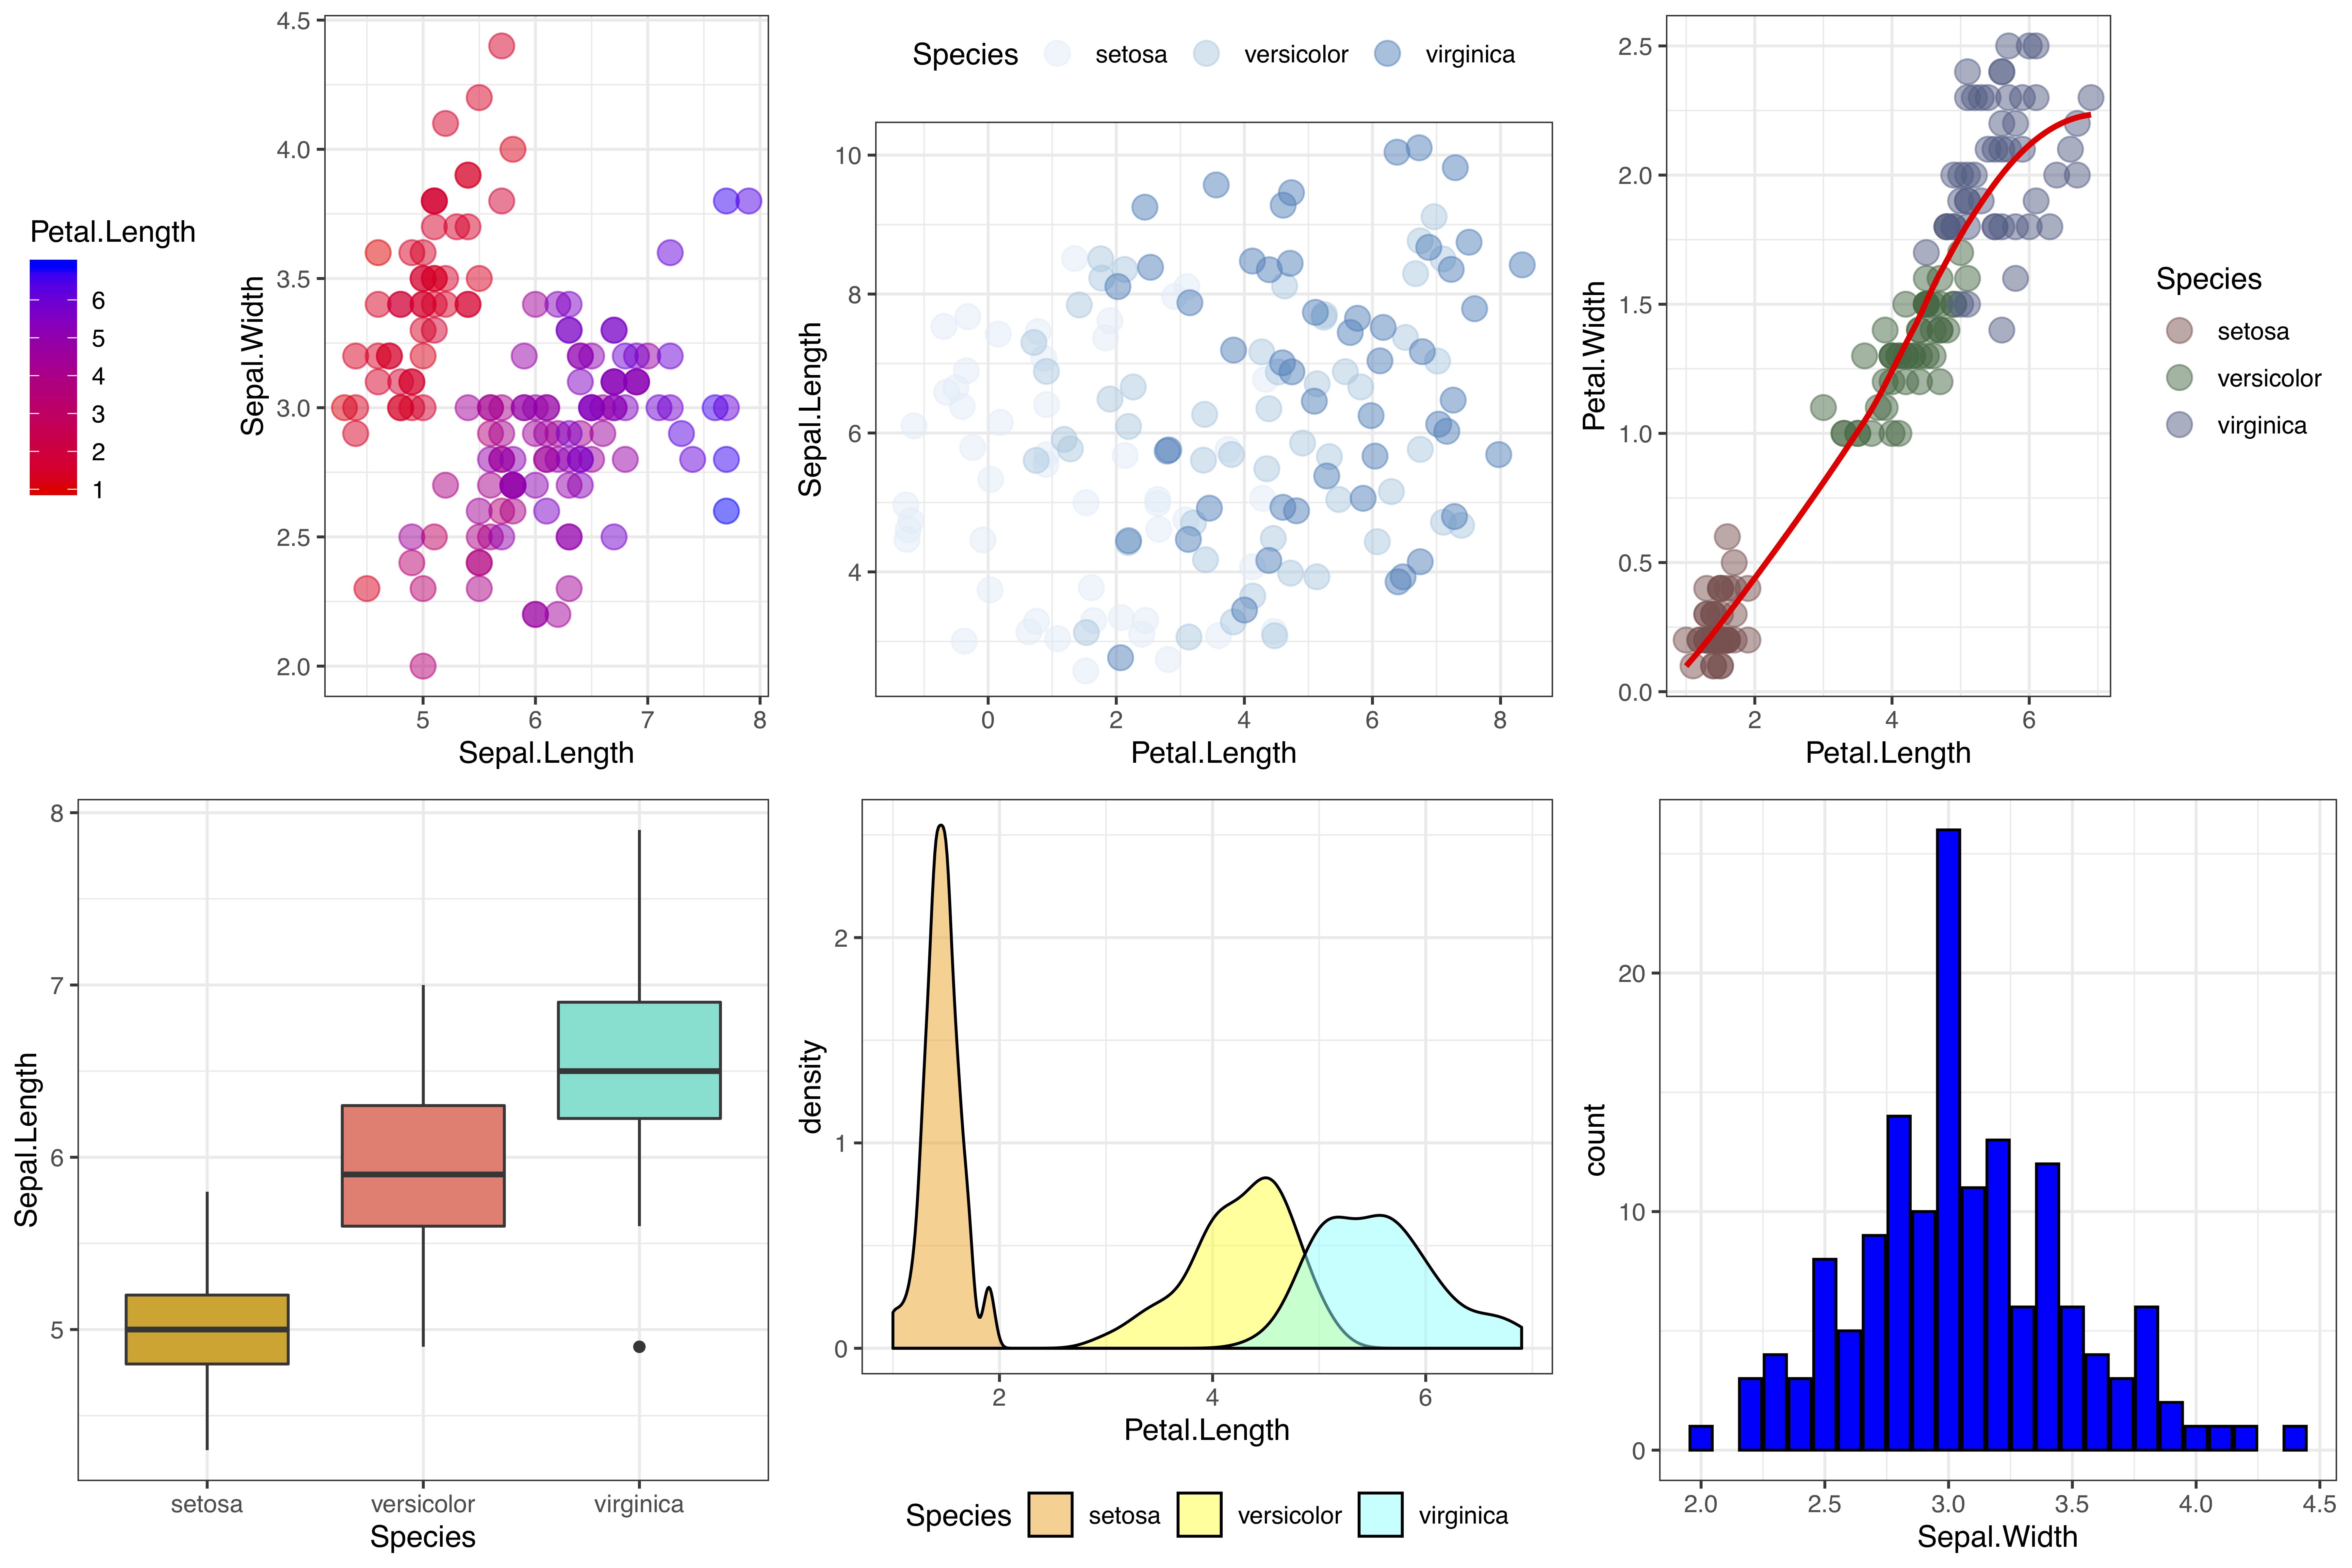 Petal.Length
6
5
4
3
2
1
Sepal.Width
4.5
4.0
3.5
3.0
2.5
2.0
5 6 7 8
Sepal.Length
Species setosa versicolor virginica
Sepal.Length
10
8
6
4
0 2 4 6 8
Petal.Length
Petal.Width
2.5
2.0
1.5
1.0
0.5
0.0
2 4 6
Petal.Length
Species
setosa
versicolor
virginica
Sepal.Length
8
7
6
5
setosa versicolor virginica
Species
density
2
1
0
2 4 6
Petal.Length
Species setosa versicolor virginica
count
20
10
0
2.0 2.5 3.0 3.5 4.0 4.5
Sepal.Width